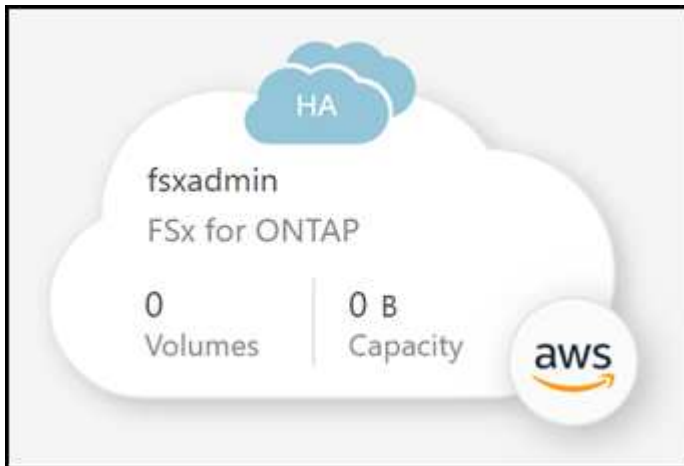 HA
fsxadmin
FSx for ONTAP
0
Volumes
0 B
Capacity
aws